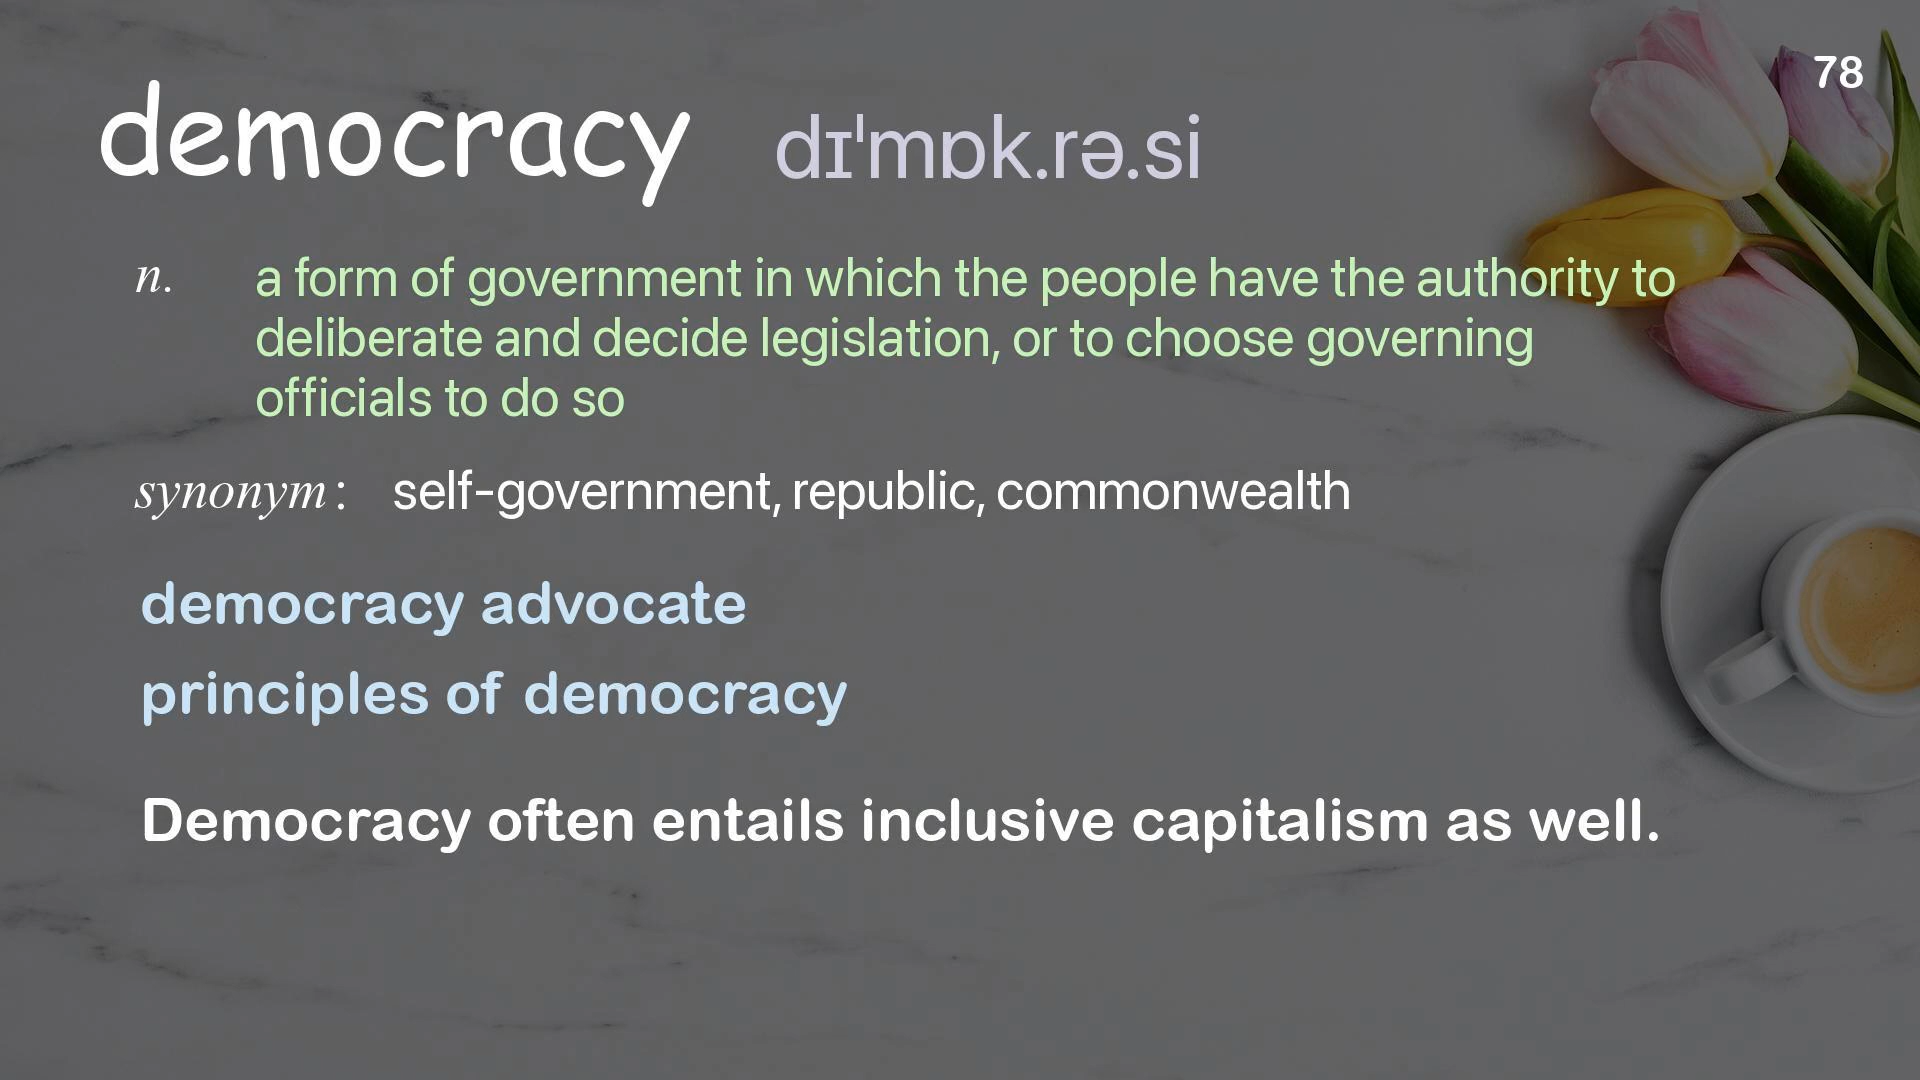 78
democracy dɪˈmɒk.rə.si
n. a form of government in which the people have the authority to
deliberate and decide legislation, or to choose governing
officials to do so
synonym: self-government, republic, commonwealth
democracy advocate
principles of democracy
Democracy often entails inclusive capitalism as well.